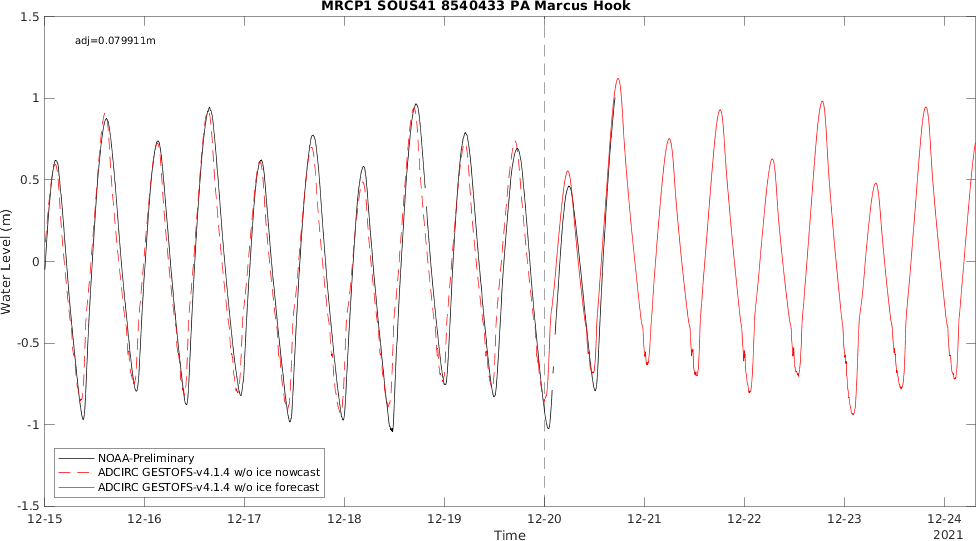 MRCP1 SOUS41 8540433 PA Marcus Hook
adj=0.079911m
1.5
1
0.5
0
-0.5
-1
-1.5
Water Level (m)
NOAA-Preliminary
ADCIRC GESTOFS-v4.1.4 w/o ice nowcast
ADCIRC GESTOFS-v4.1.4 w/o ice forecast
12-15 12-16 12-17 12-18 12-19 12-20 12-21 12-22 12-23 12-24
Time
2021